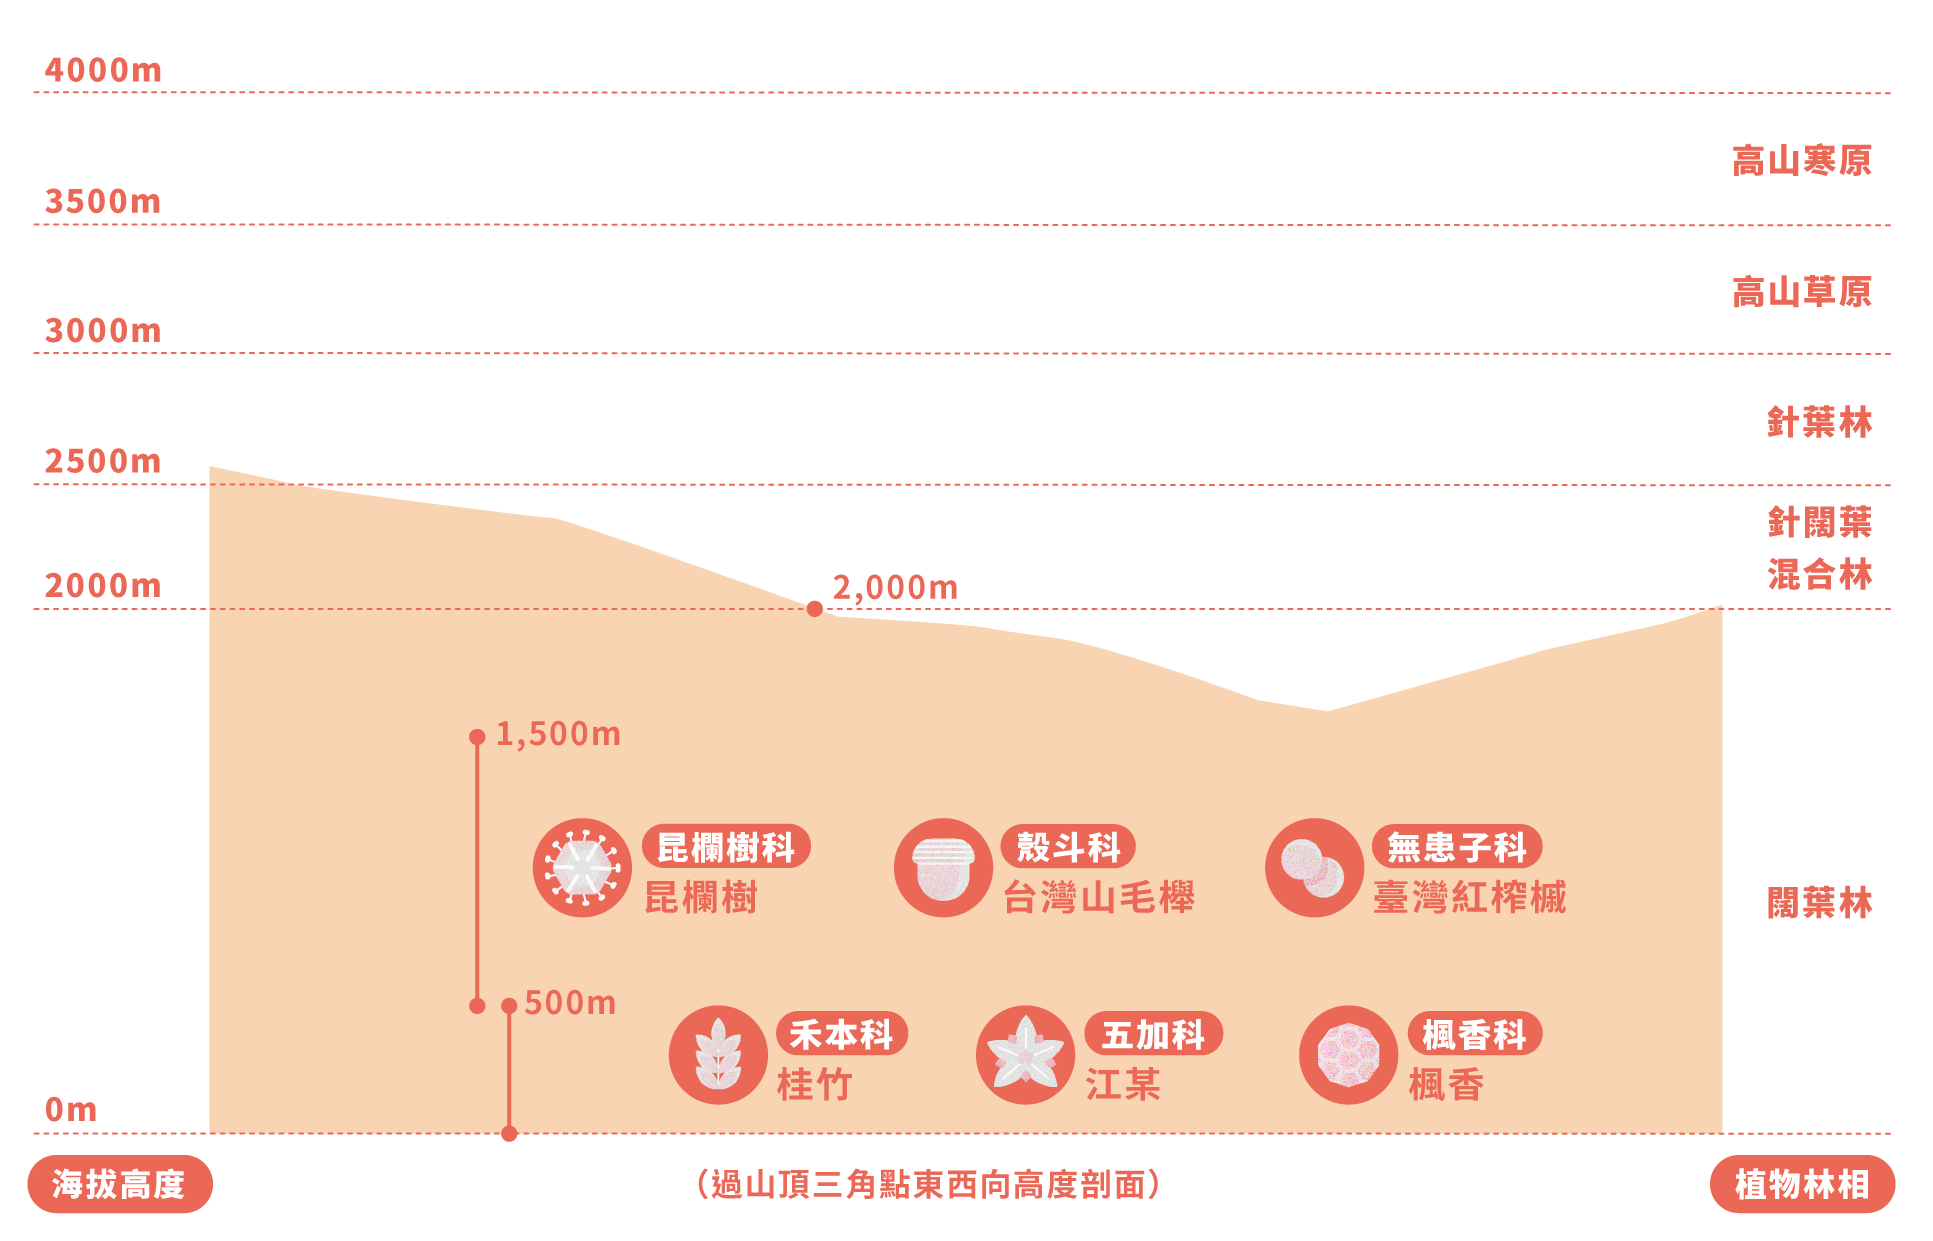 4000m
高山寒原
3500m
高山草原
3000m
針葉林
2500m
針闊葉
混合林
2000m
2,000m
1,500m
昆欄樹科
昆欄樹
殼斗科
台灣山毛櫸
無患子科
臺灣紅榨槭
闊葉林
500m
禾本科
桂竹
五加科
江某
楓香科
楓香
0m
海拔高度
（過山頂三角點東西向高度剖面）
植物林相